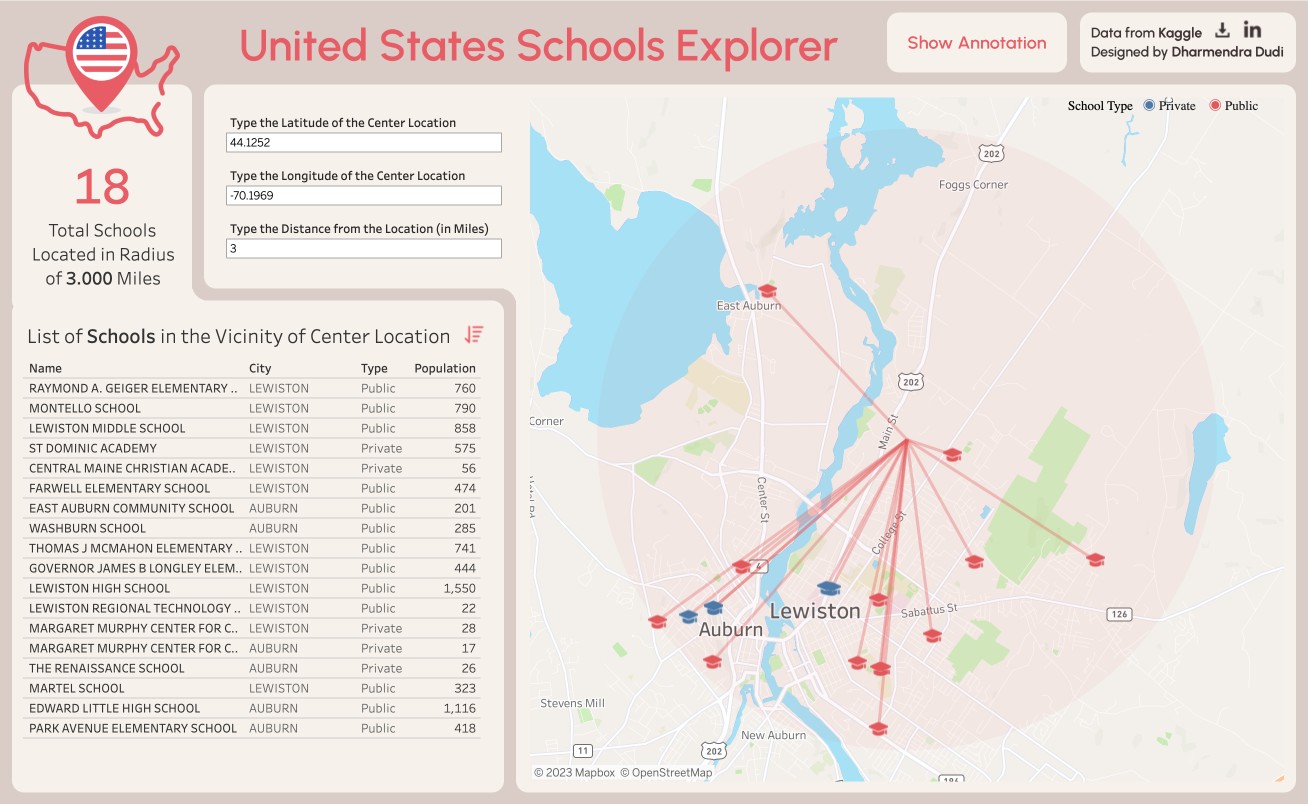 United States Schools Explorer
Show Annotation
Data from Kaggle
in
Designed by Dharmendra Dudi
18
Total Schools
Located in Radius
of 3.000 Miles
Type the Latitude of the Center Location
44.1252
Type the Longitude of the Center Location
-70.1969
Type the Distance from the Location (in Miles)
3
List of Schools in the Vicinity of Center Location
Name City Type Population
RAYMOND A. GEIGER ELEMENTARY .. LEWISTON Public 760
MONTELLO SCHOOL LEWISTON Public 790
LEWISTON MIDDLE SCHOOL LEWISTON Public 858
ST DOMINIC ACADEMY LEWISTON Private 575
CENTRAL MAINE CHRISTIAN ACADE.. LEWISTON Private 56
FARWELL ELEMENTARY SCHOOL LEWISTON Public 474
EAST AUBURN COMMUNITY SCHOOL AUBURN Public 201
WASHBURN SCHOOL AUBURN Public 285
THOMAS J MCMAHON ELEMENTARY .. LEWISTON Public 741
GOVERNOR JAMES B LONGLEY ELEM.. LEWISTON Public 444
LEWISTON HIGH SCHOOL LEWISTON Public 1,550
LEWISTON REGIONAL TECHNOLOGY .. LEWISTON Public 22
MARGARET MURPHY CENTER FOR C.. LEWISTON Private 28
MARGARET MURPHY CENTER FOR C.. AUBURN Private 17
THE RENAISSANCE SCHOOL AUBURN Private 26
MARTEL SCHOOL LEWISTON Public 323
EDWARD LITTLE HIGH SCHOOL AUBURN Public 1,116
PARK AVENUE ELEMENTARY SCHOOL AUBURN Public 418
School Type Private Public
202
Foggs Corner
East Auburn
202
Corner
Main St
Center St
College St
4
Lewiston
Sabattus St
126
Auburn
Stevens Mill
New Auburn
11
202
© 2023 Mapbox © OpenStreetMap